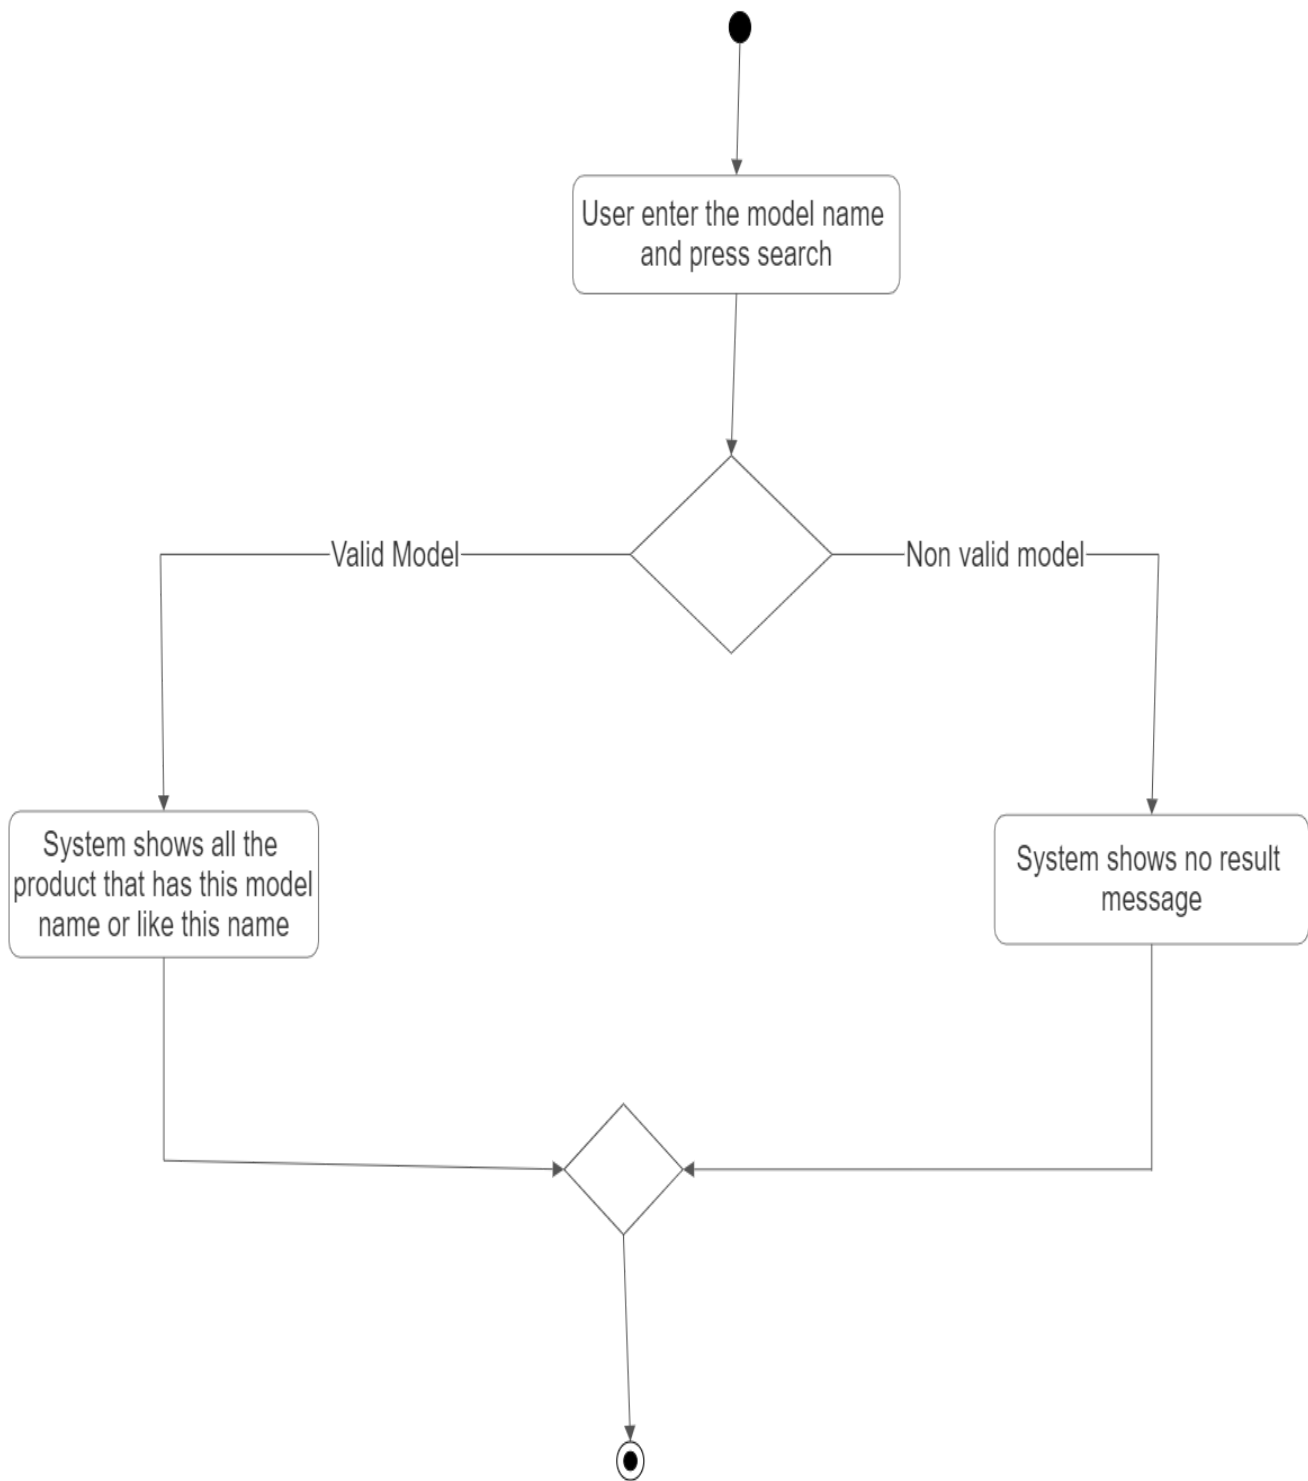 User enter the model name
and press search
Valid Model
Non valid model
System shows all the
product that has this model
name or like this name
System shows no result
message